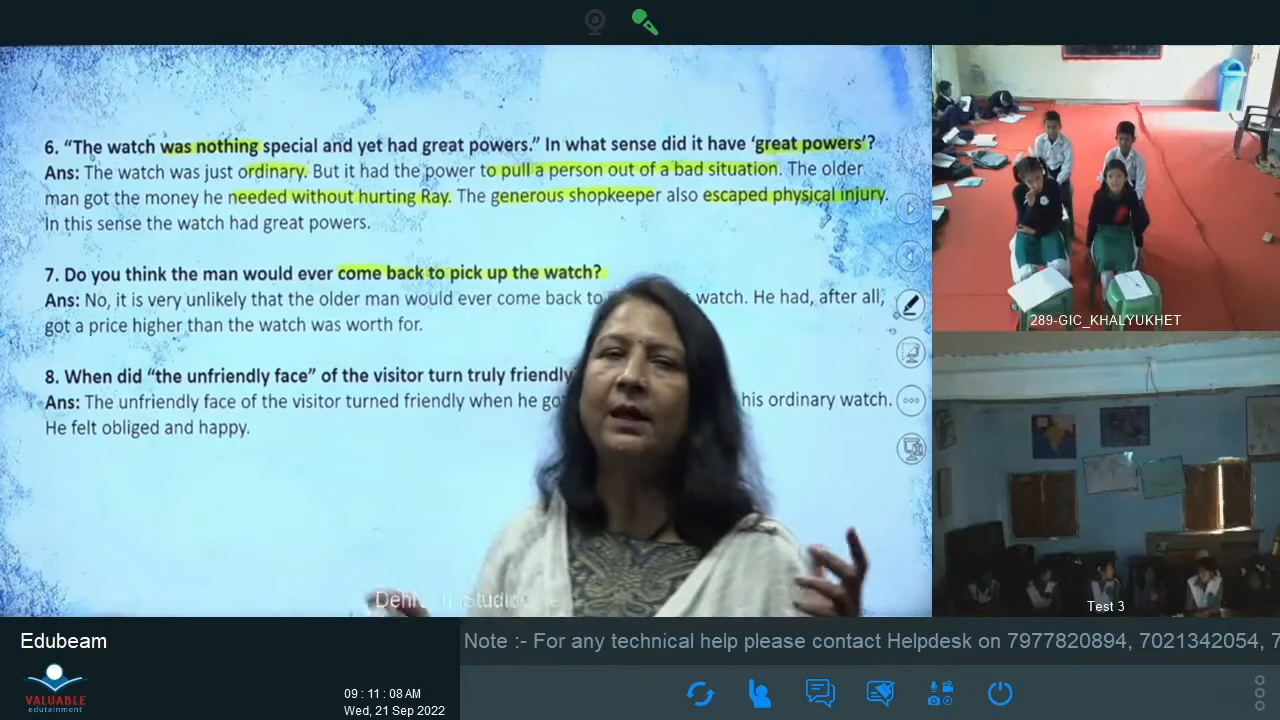 6. “The watch was nothing special and yet had great powers.” In what sense did it have ‘great powers’?
Ans: The watch was just ordinary. But it had the power to pull a person out of a bad situation. The older
man got the money he needed without hurting Ray. The generous shopkeeper also escaped physical injury.
In this sense the watch had great powers.
7. Do you think the man would ever come back to pick up the watch?
Ans: No, it is very unlikely that the older man would ever come back to watch. He had, after all,
got a price higher than the watch was worth for.
8. When did “the unfriendly face” of the visitor turn truly friendly
Ans: The unfriendly face of the visitor turned friendly when he his ordinary watch.
He felt obliged and happy.
289-GIC_KHALYUKHET
Test 3
Edubeam
Note :- For any technical help please contact Helpdesk on 7977820894, 7021342054, 7
VALUABLE
edutainment
09 : 11 : 08 AM
Wed, 21 Sep 2022